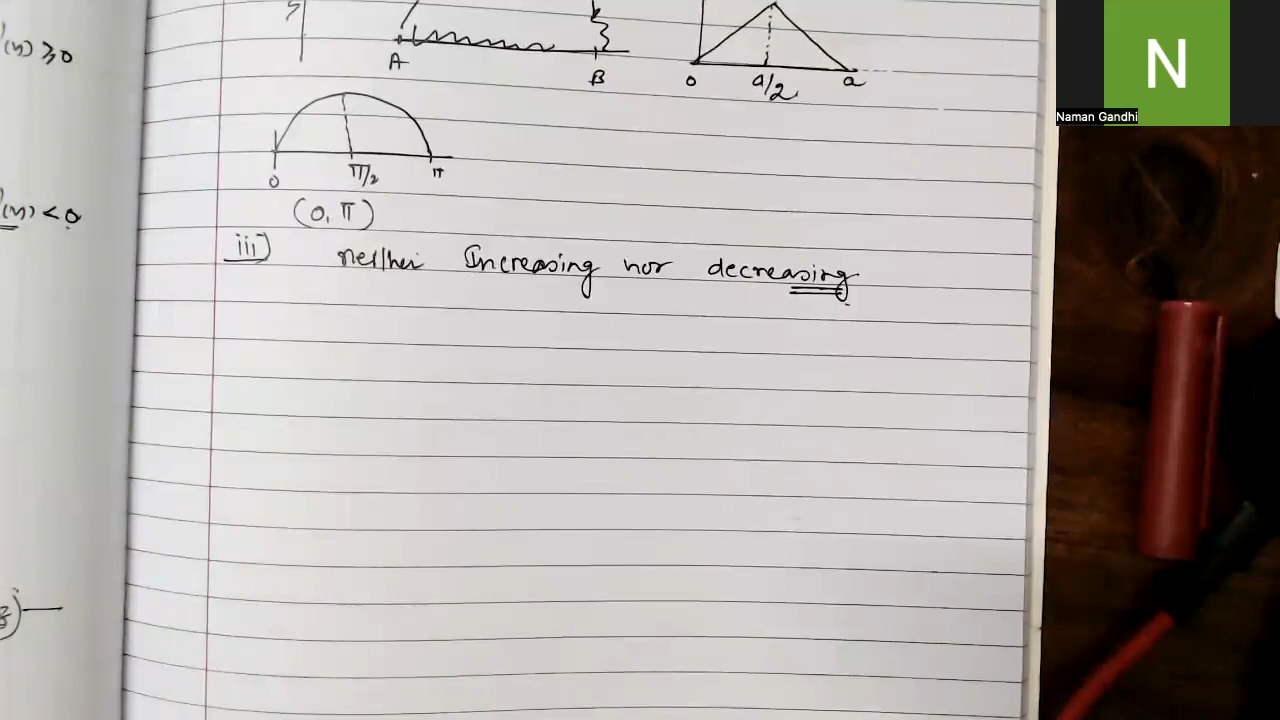 (x) ≥ 0
A
B
0 a/2 a
0 π/2 π
(0, π)
(x) < 0
iii) neither Increasing nor decreasing
N
Naman Gandhi